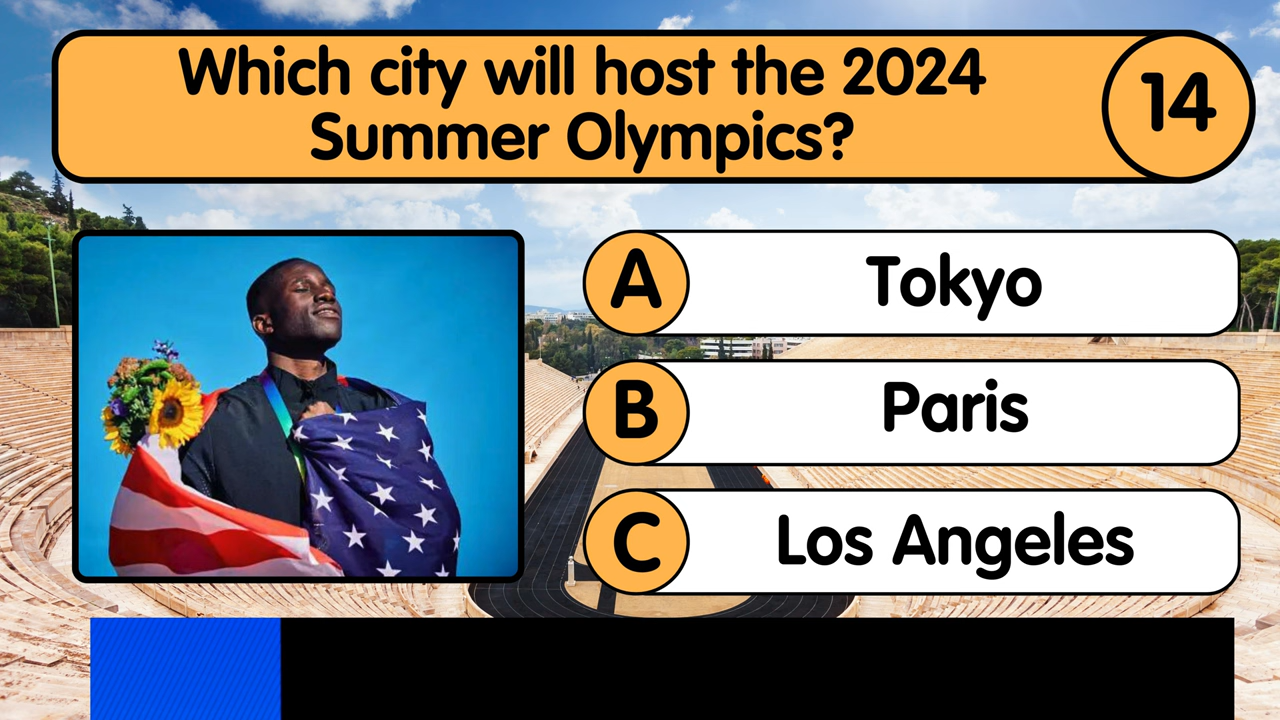 Which city will host the 2024
Summer Olympics?
14
A
Tokyo
B
Paris
C
Los Angeles